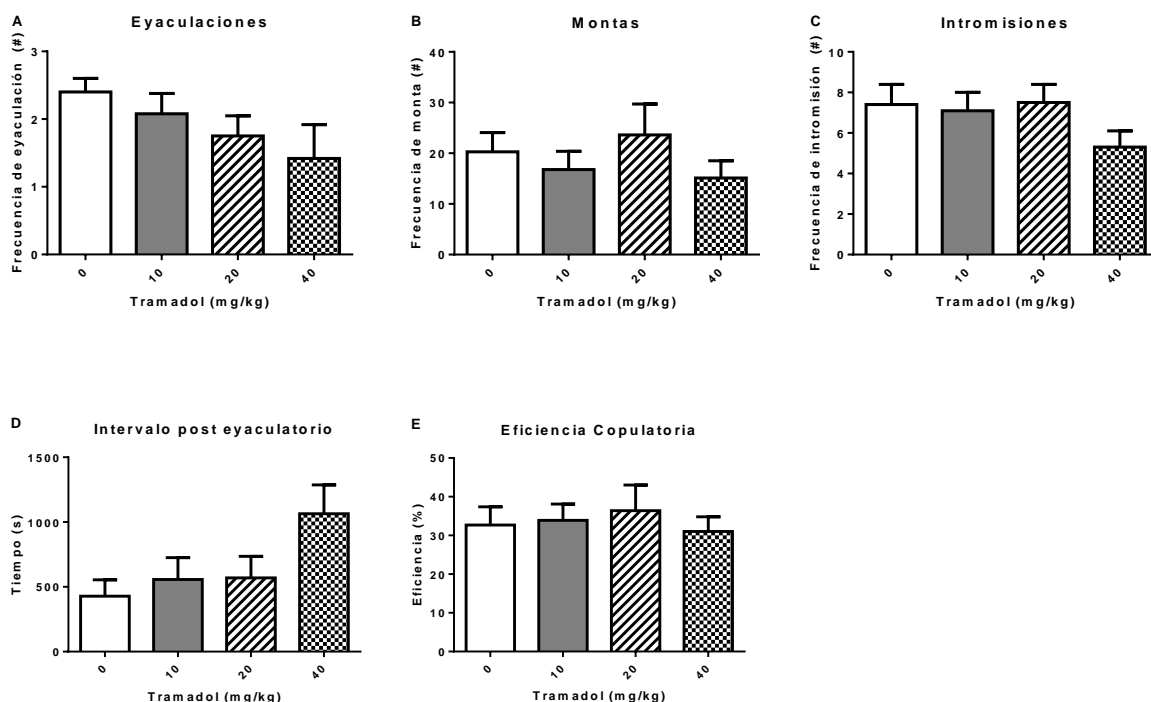 A
Eyaculaciones
Frecuencia de eyaculación (#)
3
2
1
0
0
10
20
40
Tramadol (mg/kg)
B
Montas
Frecuencia de monta (#)
40
30
20
10
0
0
10
20
40
Tramadol (mg/kg)
C
Intromisiones
Frecuencia de intromisión (#)
10
8
6
4
2
0
0
10
20
40
Tramadol (mg/kg)
D
Intervalo post eyaculatorio
Tiempo (s)
1500
1000
500
0
0
10
20
40
Tramadol (mg/kg)
E
Eficiencia Copulatoria
Eficiencia (%)
50
40
30
20
10
0
0
10
20
40
Tramadol (mg/kg)